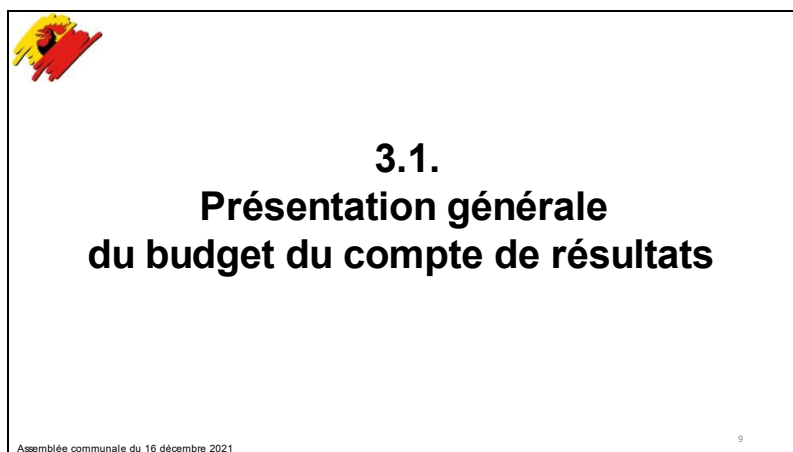 3.1.
Présentation générale
du budget du compte de résultats
Assemblée communale du 16 décembre 2021
9